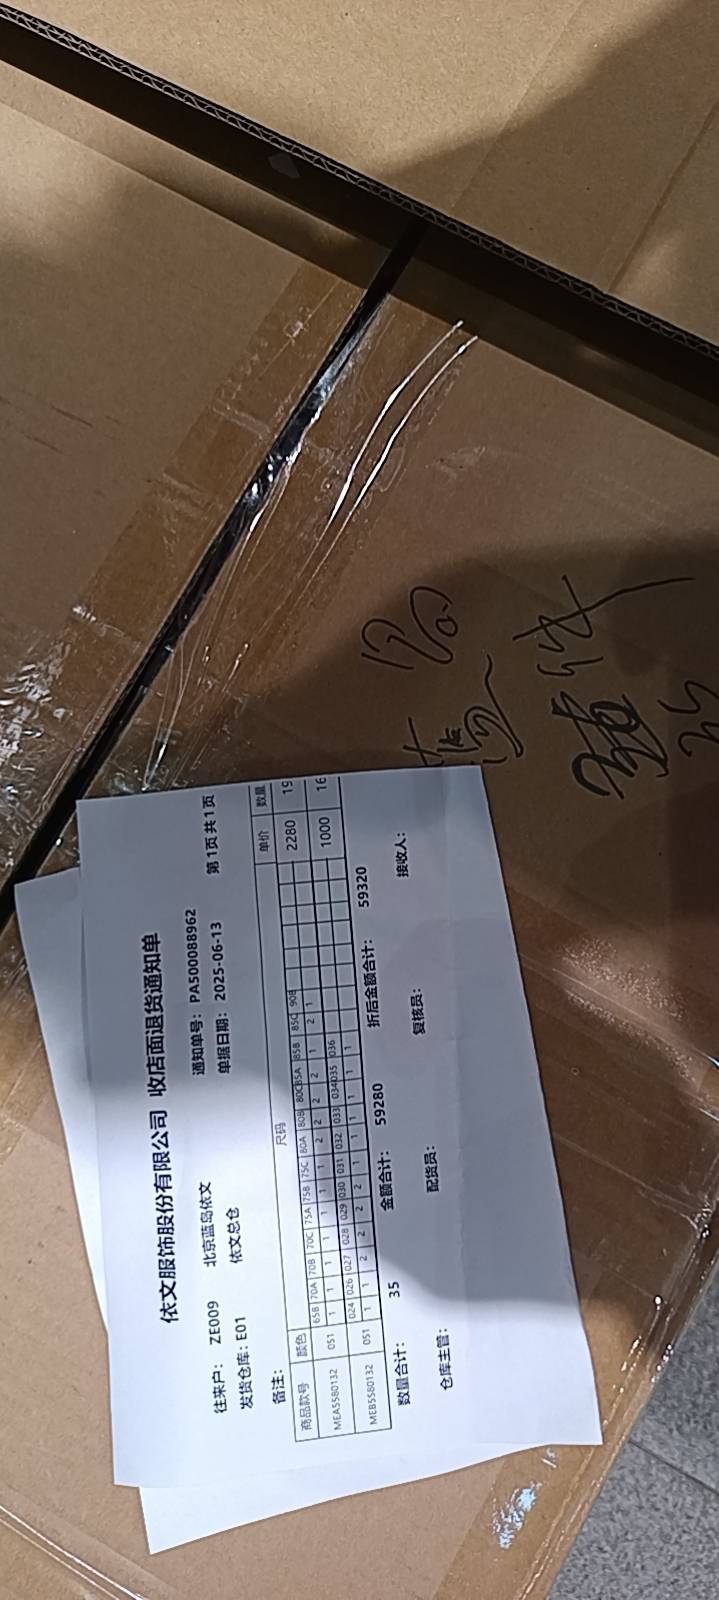 依文服饰股份有限公司 收店面退货通知单
往来户: ZE009 北京蓝岛依文 通知单号: PA500088962 第1页共1页
发货仓库: E01 依文总仓 单据日期: 2025-06-13
备注:
商品款号 颜色 尺码 单价 数量
65B 70A 70B 70C 75A 75B 75C 80A 80B 80C 85A 85B 85C 90B
MEA5580132 051 1 1 1 1 1 1 1 2 2 2 2 1 2 1 2280 19
024 026 027 028 029 030 031 032 033 034 035 036
MEB5580132 051 1 1 2 2 2 2 1 1 1 1 1 1 1000 16
数量合计: 35 金额合计: 59280 折后金额合计: 59320
仓库主管: 配货员: 复核员: 接收人: